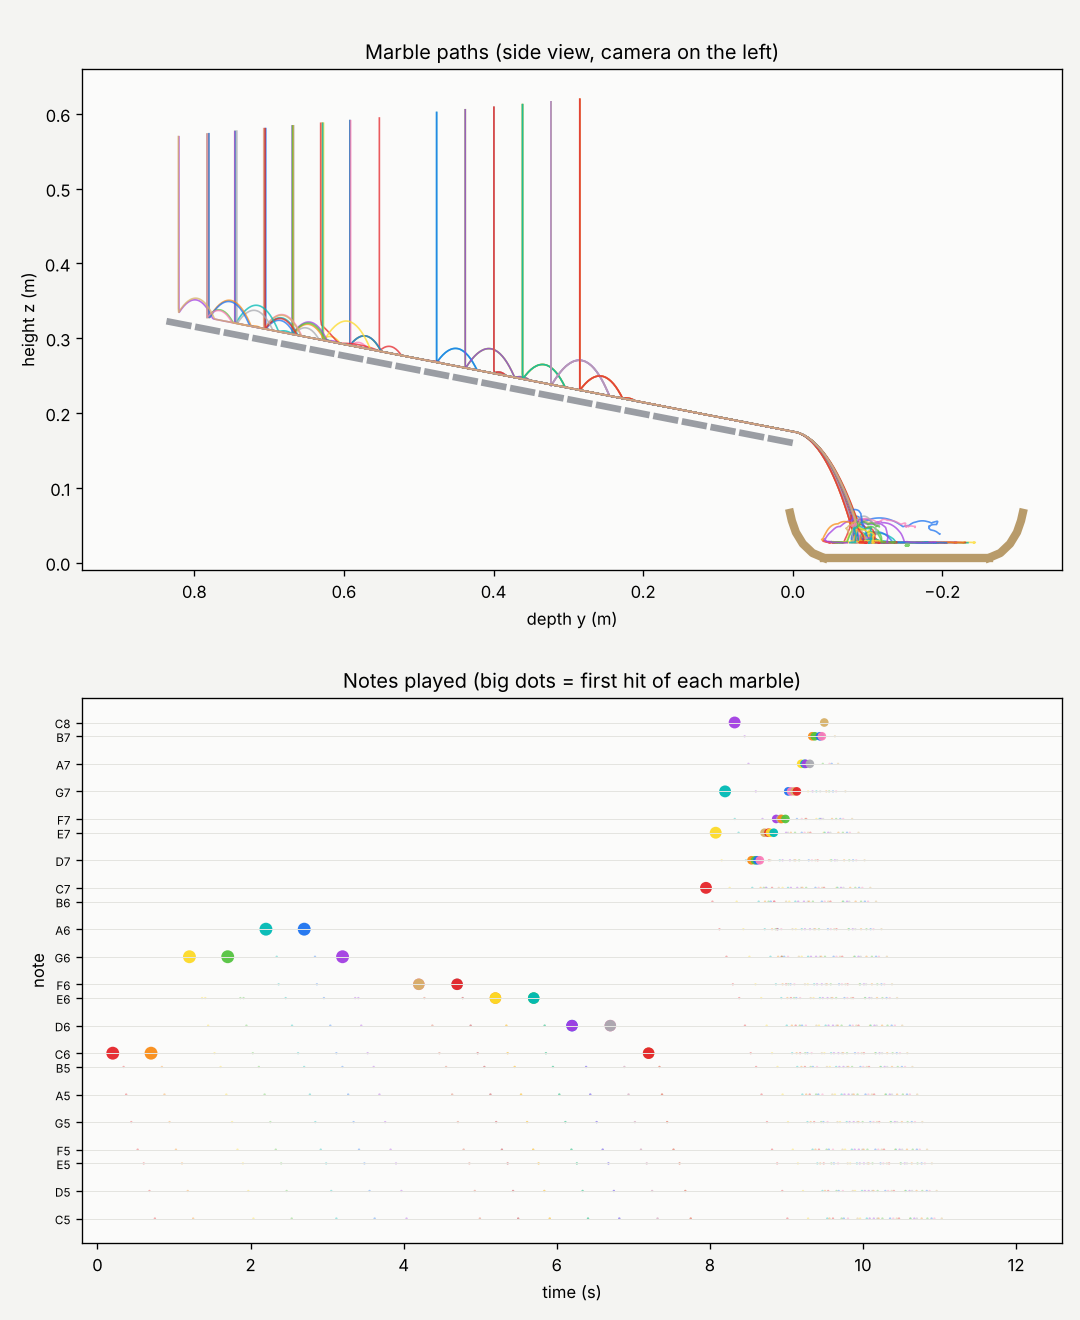 Marble paths (side view, camera on the left)
height z (m)
0.6
0.5
0.4
0.3
0.2
0.1
0.0
0.8 0.6 0.4 0.2 0.0 −0.2
depth y (m)
Notes played (big dots = first hit of each marble)
note
C8
B7
A7
G7
F7
E7
D7
C7
B6
A6
G6
F6
E6
D6
C6
B5
A5
G5
F5
E5
D5
C5
0 2 4 6 8 10 12
time (s)